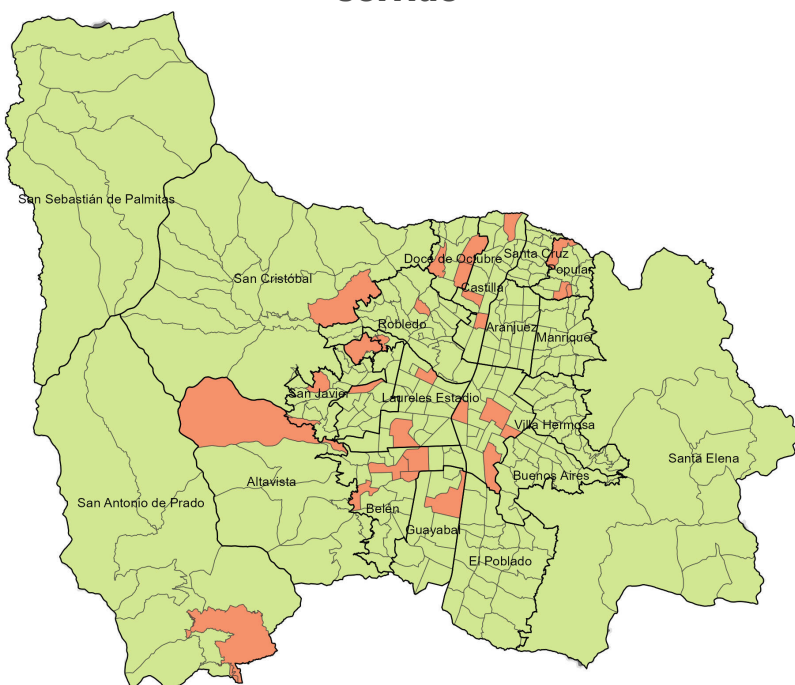 San Sebastián de Palmitas
San Cristóbal
Doce de Octubre
Santa Cruz
Popular
Castilla
Robledo
Aranjuez
Manrique
San Javier
Laureles Estadio
Villa Hermosa
Santa Elena
Altavista
Buenos Aires
San Antonio de Prado
Belén
Guayabal
El Poblado